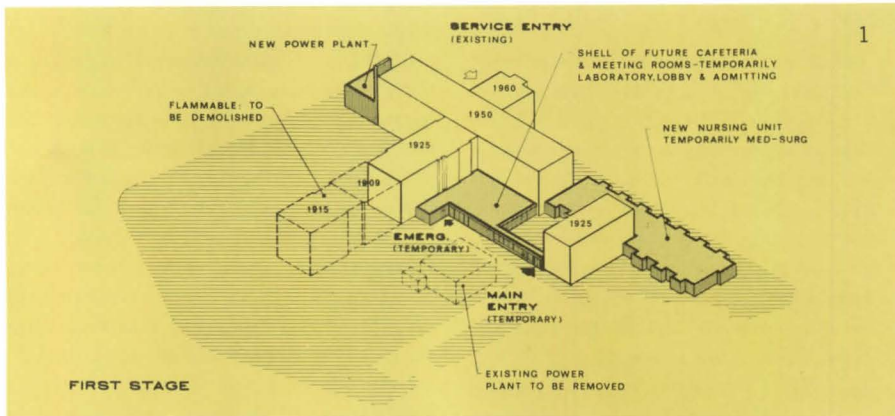 1
SERVICE ENTRY
(EXISTING)
NEW POWER PLANT
SHELL OF FUTURE CAFETERIA
& MEETING ROOMS-TEMPORARILY
LABORATORY, LOBBY & ADMITTING
FLAMMABLE: TO
BE DEMOLISHED
1960
1950
NEW NURSING UNIT
TEMPORARILY MED-SURG
1925
1909
1915
1925
EMERG.
(TEMPORARY)
MAIN
ENTRY
(TEMPORARY)
EXISTING POWER
PLANT TO BE REMOVED
FIRST STAGE